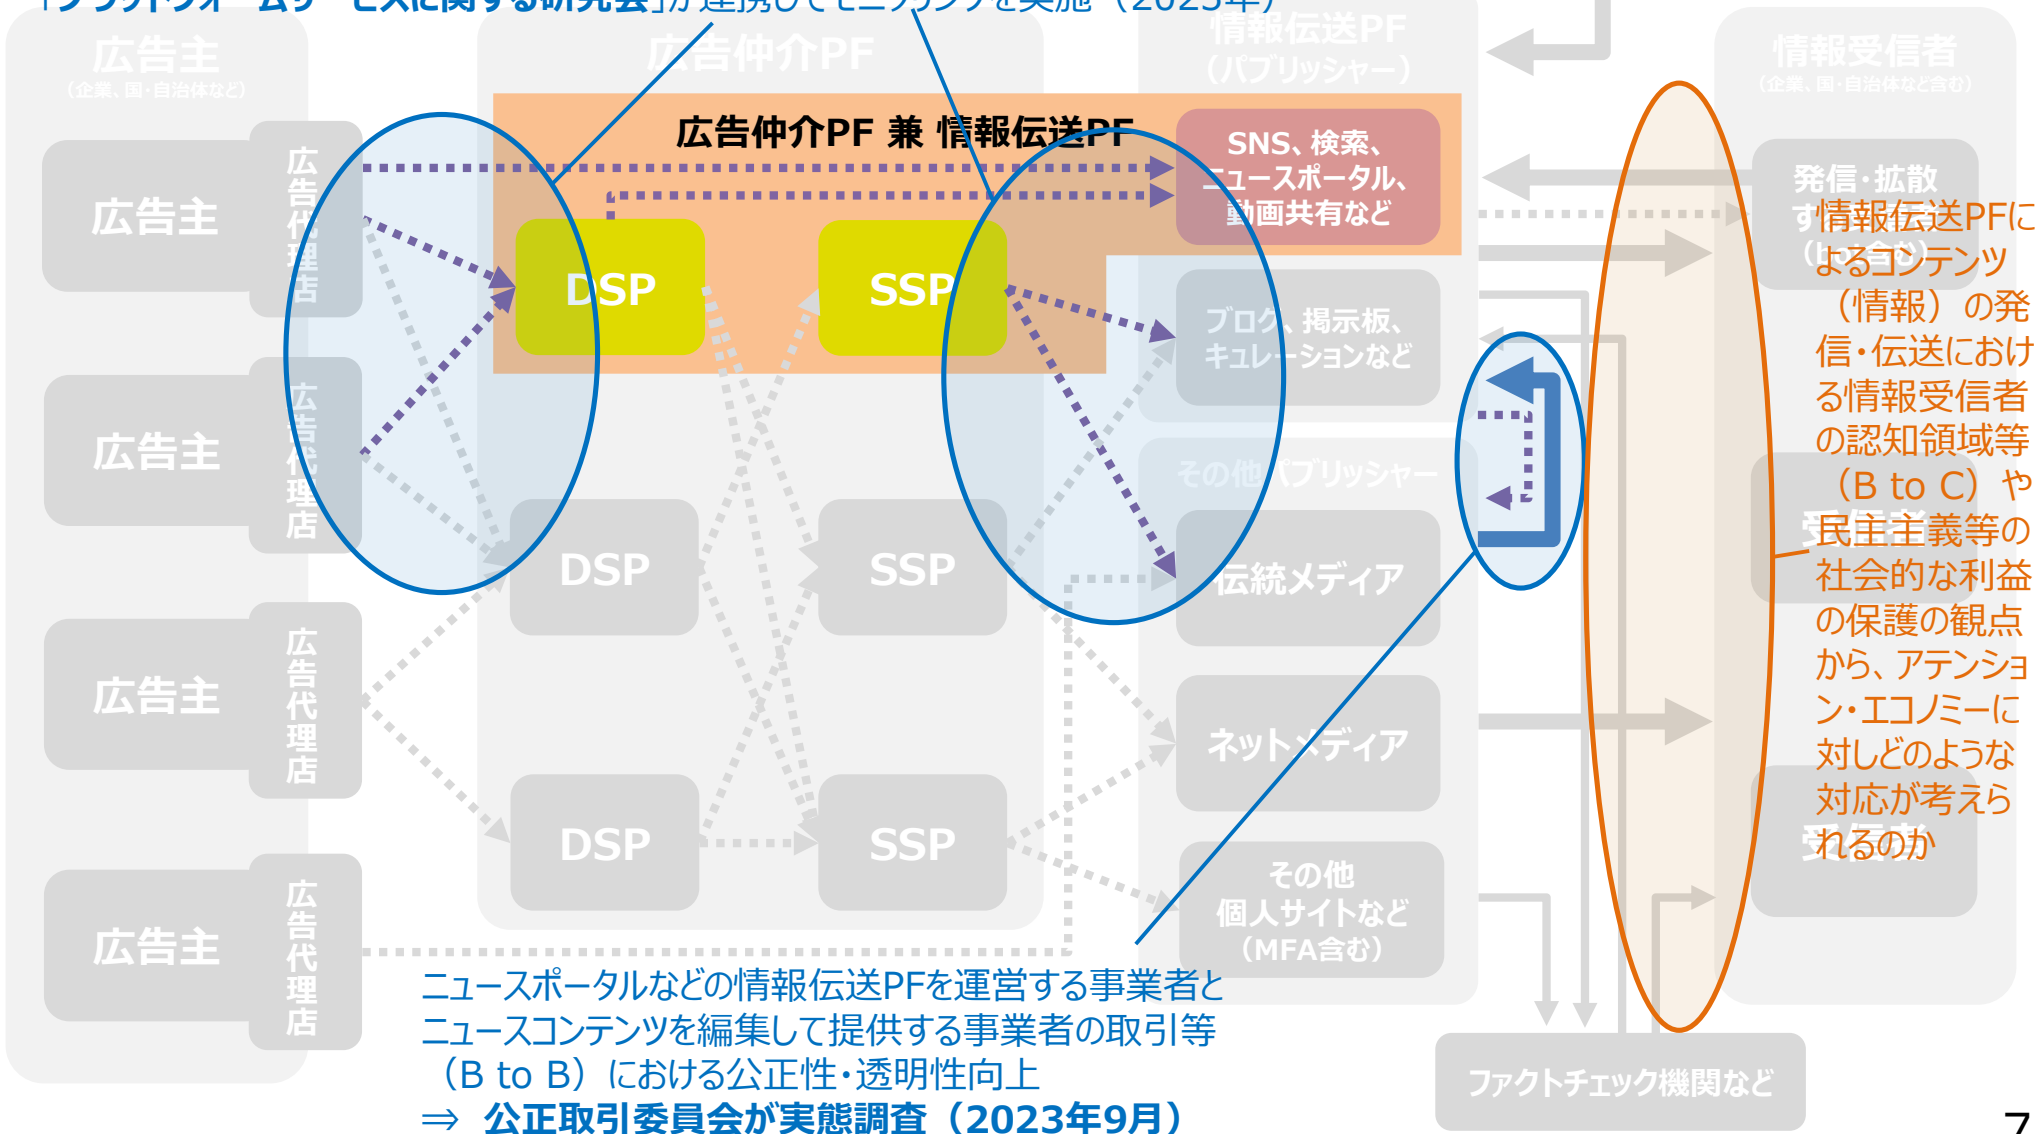 「プラットフォームサービスに関する研究会」が連携してモニタリングを実施（2023年）
広告主
（企業、国・自治体など）
広告主
広告代理店
広告主
広告代理店
広告主
広告代理店
広告主
広告代理店
広告仲介PF
広告仲介PF 兼 情報伝送PF
DSP
SSP
DSP
SSP
DSP
SSP
情報伝送PF
（パブリッシャー）
SNS、検索、
ニュースポータル、
動画共有など
ブログ、掲示板、
キュレーションなど
その他パブリッシャー
伝統メディア
ネットメディア
その他
個人サイトなど
（MFA含む）
情報受信者
（企業、国・自治体など含む）
発信・拡散
（bot含む）
受信者
受信者
情報伝送PFに
よるコンテンツ
（情報）の発
信・伝送におけ
る情報受信者
の認知領域等
（B to C）や
民主主義等の
社会的な利益
の保護の観点
から、アテンショ
ン・エコノミーに
対しどのような
対応が考えら
れるのか
ニュースポータルなどの情報伝送PFを運営する事業者と
ニュースコンテンツを編集して提供する事業者の取引等
（B to B）における公正性・透明性向上
⇒ 公正取引委員会が実態調査（2023年9月）
ファクトチェック機関など
7